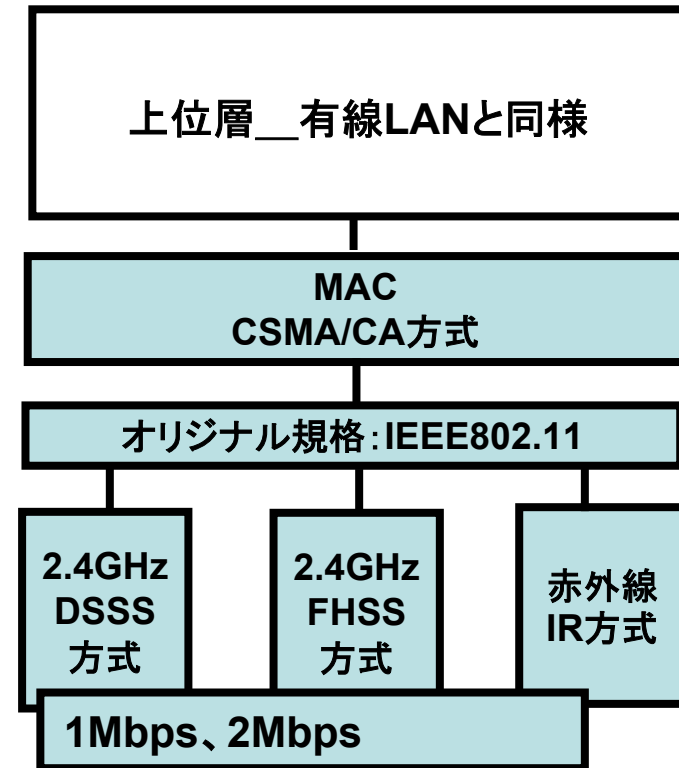 上位層__有線LANと同様
MAC
CSMA/CA方式
オリジナル規格：IEEE802.11
2.4GHz
DSSS
方式
2.4GHz
FHSS
方式
赤外線
IR方式
1Mbps、2Mbps